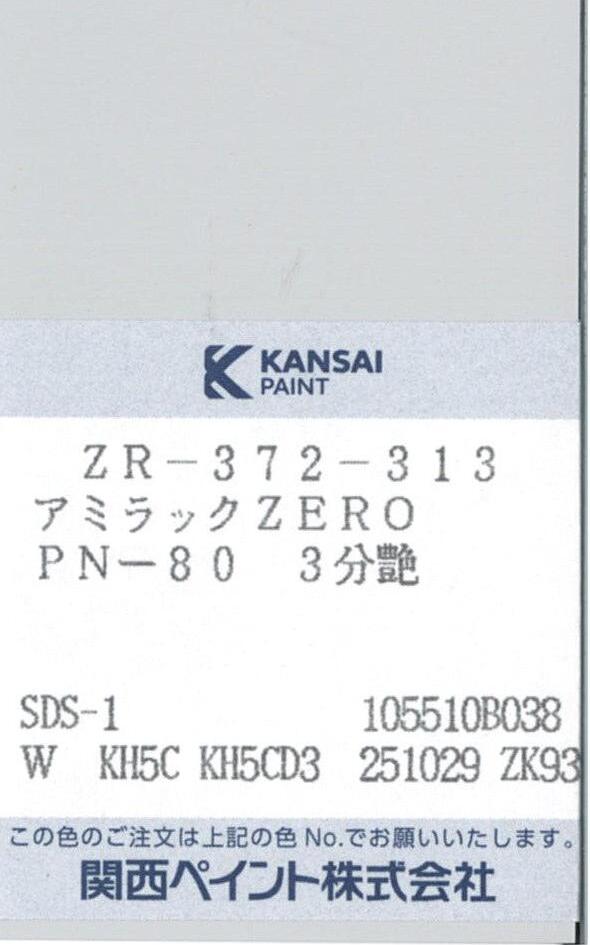 KANSAI
PAINT
ZR-372-313
アミラックZERO
PN-80 3分艶
SDS-1 105510B038
W KH5C KH5CD3 251029 ZK93
この色のご注文は上記の色No.でお願いいたします。
関西ペイント株式会社